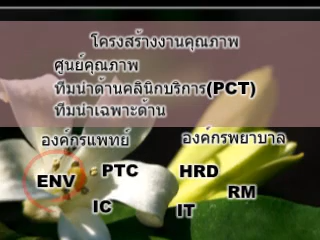 โครงสร้างงานคุณภาพ
ศูนย์คุณภาพ
ทีมนำด้านคลินิกบริการ(PCT)
ทีมนำเฉพาะด้าน
องค์กรแพทย์ องค์กรพยาบาล
PTC HRD
ENV RM
IC IT